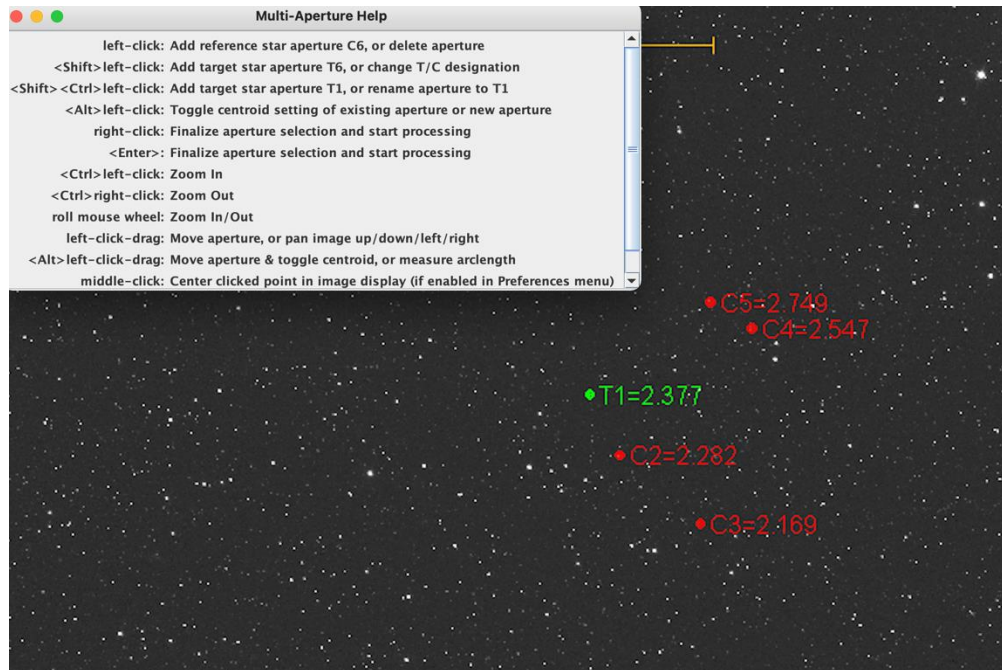 Multi-Aperture Help
left-click: Add reference star aperture C6, or delete aperture
<Shift>left-click: Add target star aperture T6, or change T/C designation
<Shift><Ctrl>left-click: Add target star aperture T1, or rename aperture to T1
<Alt>left-click: Toggle centroid setting of existing aperture or new aperture
right-click: Finalize aperture selection and start processing
<Enter>: Finalize aperture selection and start processing
<Ctrl>left-click: Zoom In
<Ctrl>right-click: Zoom Out
roll mouse wheel: Zoom In/Out
left-click-drag: Move aperture, or pan image up/down/left/right
<Alt>left-click-drag: Move aperture & toggle centroid, or measure arclength
middle-click: Center clicked point in image display (if enabled in Preferences menu)
C5=2.749
C4=2.547
T1=2.377
C2=2.282
C3=2.169